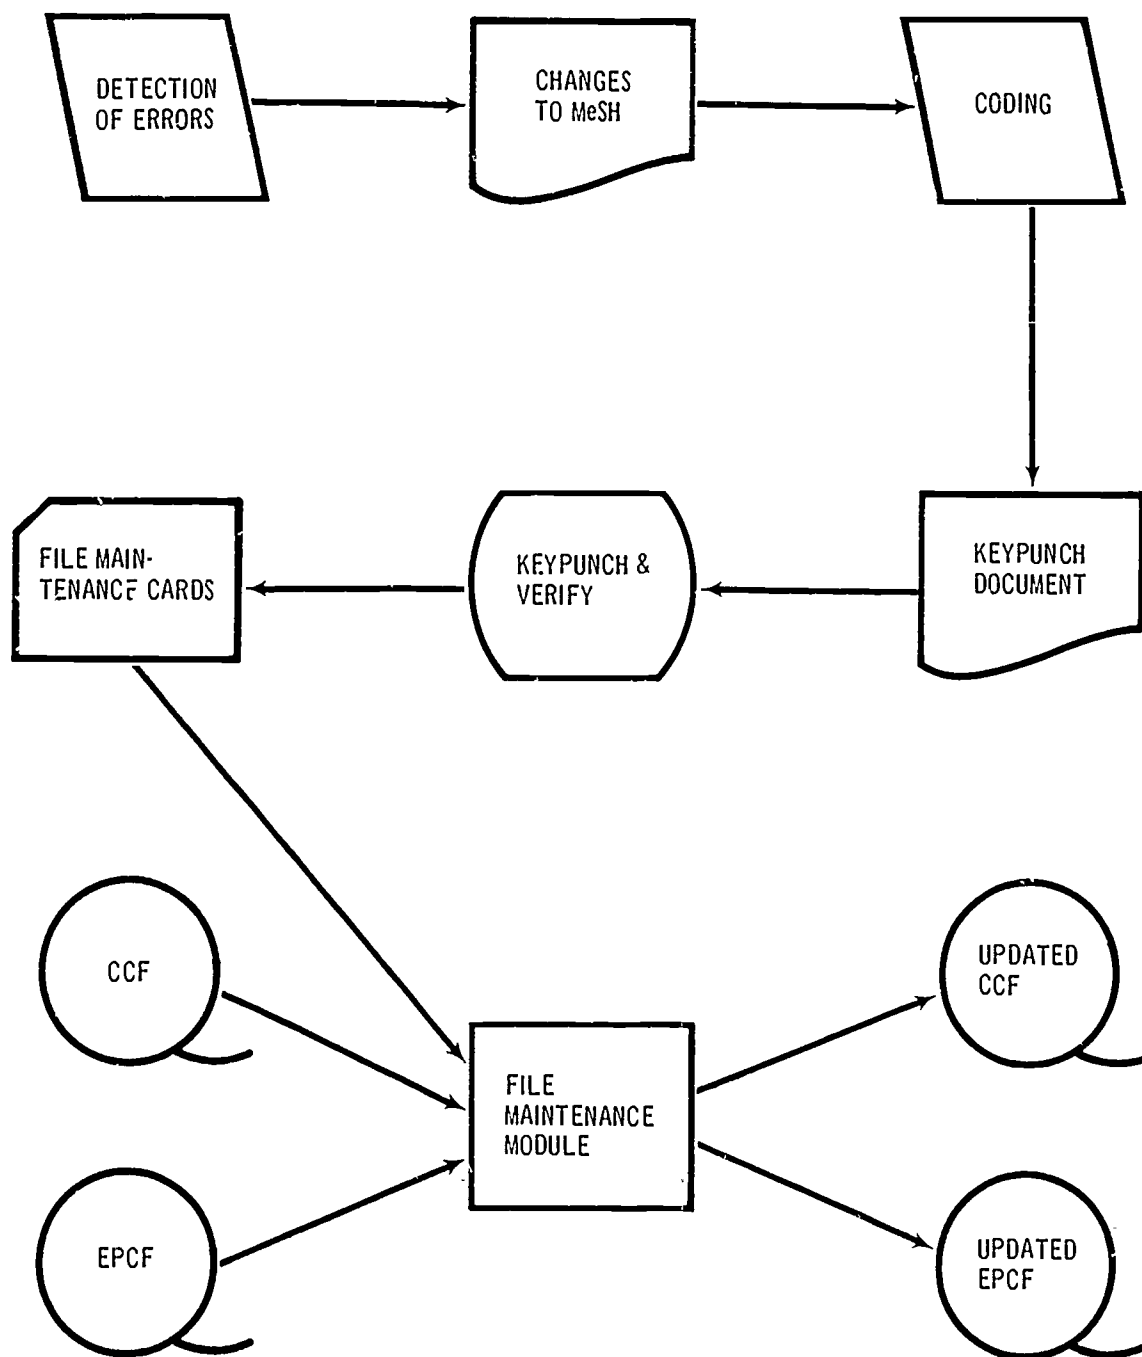 DETECTION
OF ERRORS
CHANGES
TO MeSH
CODING
FILE MAIN-
TENANCE CARDS
KEYPUNCH &
VERIFY
KEYPUNCH
DOCUMENT
CCF
UPDATED
CCF
FILE
MAINTENANCE
MODULE
EPCF
UPDATED
EPCF